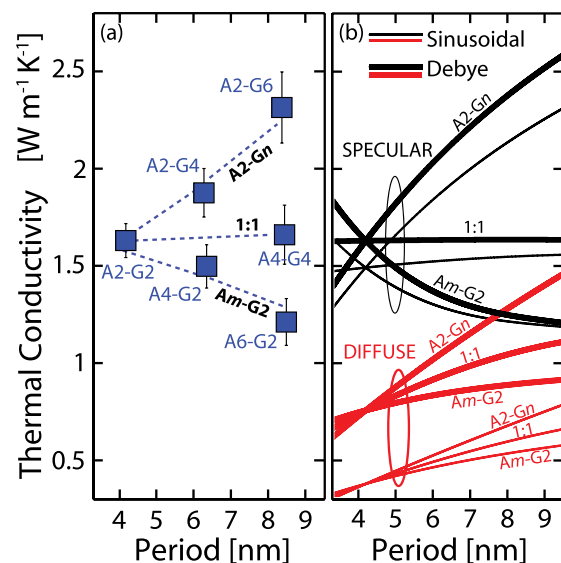 Thermal Conductivity [W m⁻¹ K⁻¹]
(a)
2.5
2
1.5
1
0.5
A2-G6
A2-G4
A2-Gn
1:1
A2-G2
A4-G4
A4-G2
Am-G2
A6-G2
4 5 6 7 8 9
Period [nm]
(b)
Sinusoidal
Debye
A2-Gn
SPECULAR
1:1
Am-G2
DIFFUSE
A2-Gn
1:1
Am-G2
A2-Gn
1:1
Am-G2
4 5 6 7 8 9
Period [nm]